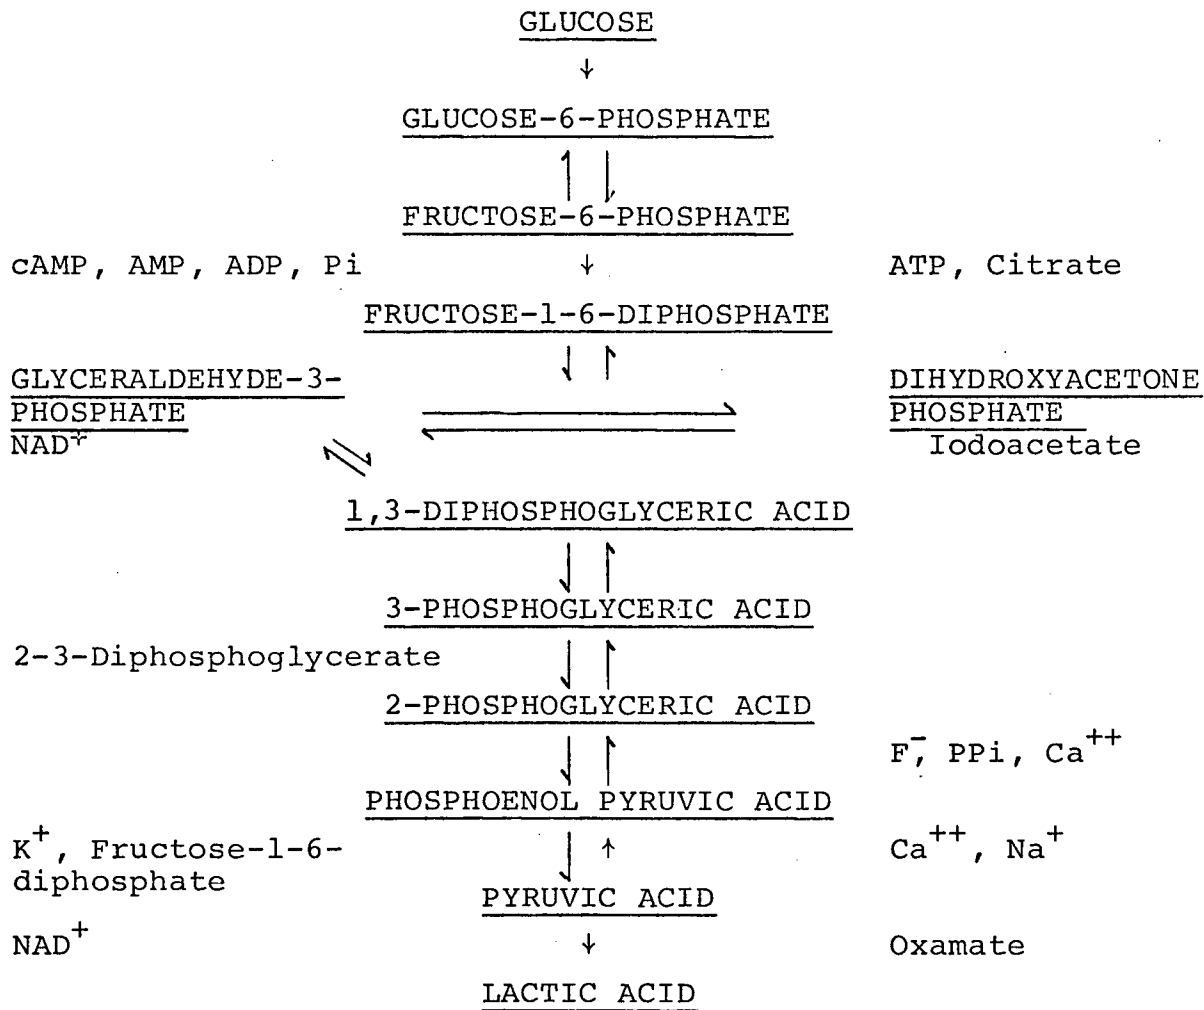 GLUCOSE
↓
GLUCOSE-6-PHOSPHATE
FRUCTOSE-6-PHOSPHATE
cAMP, AMP, ADP, Pi ↓ ATP, Citrate
FRUCTOSE-1-6-DIPHOSPHATE
GLYCERALDEHYDE-3- DIHYDROXYACETONE
PHOSPHATE PHOSPHATE
NAD+ Iodoacetate
1,3-DIPHOSPHOGLYCERIC ACID
3-PHOSPHOGLYCERIC ACID
2-3-Diphosphoglycerate
2-PHOSPHOGLYCERIC ACID
F-, PPi, Ca++
PHOSPHOENOL PYRUVIC ACID
K+, Fructose-1-6- ↑ Ca++, Na+
diphosphate
PYRUVIC ACID
NAD+ ↓ Oxamate
LACTIC ACID